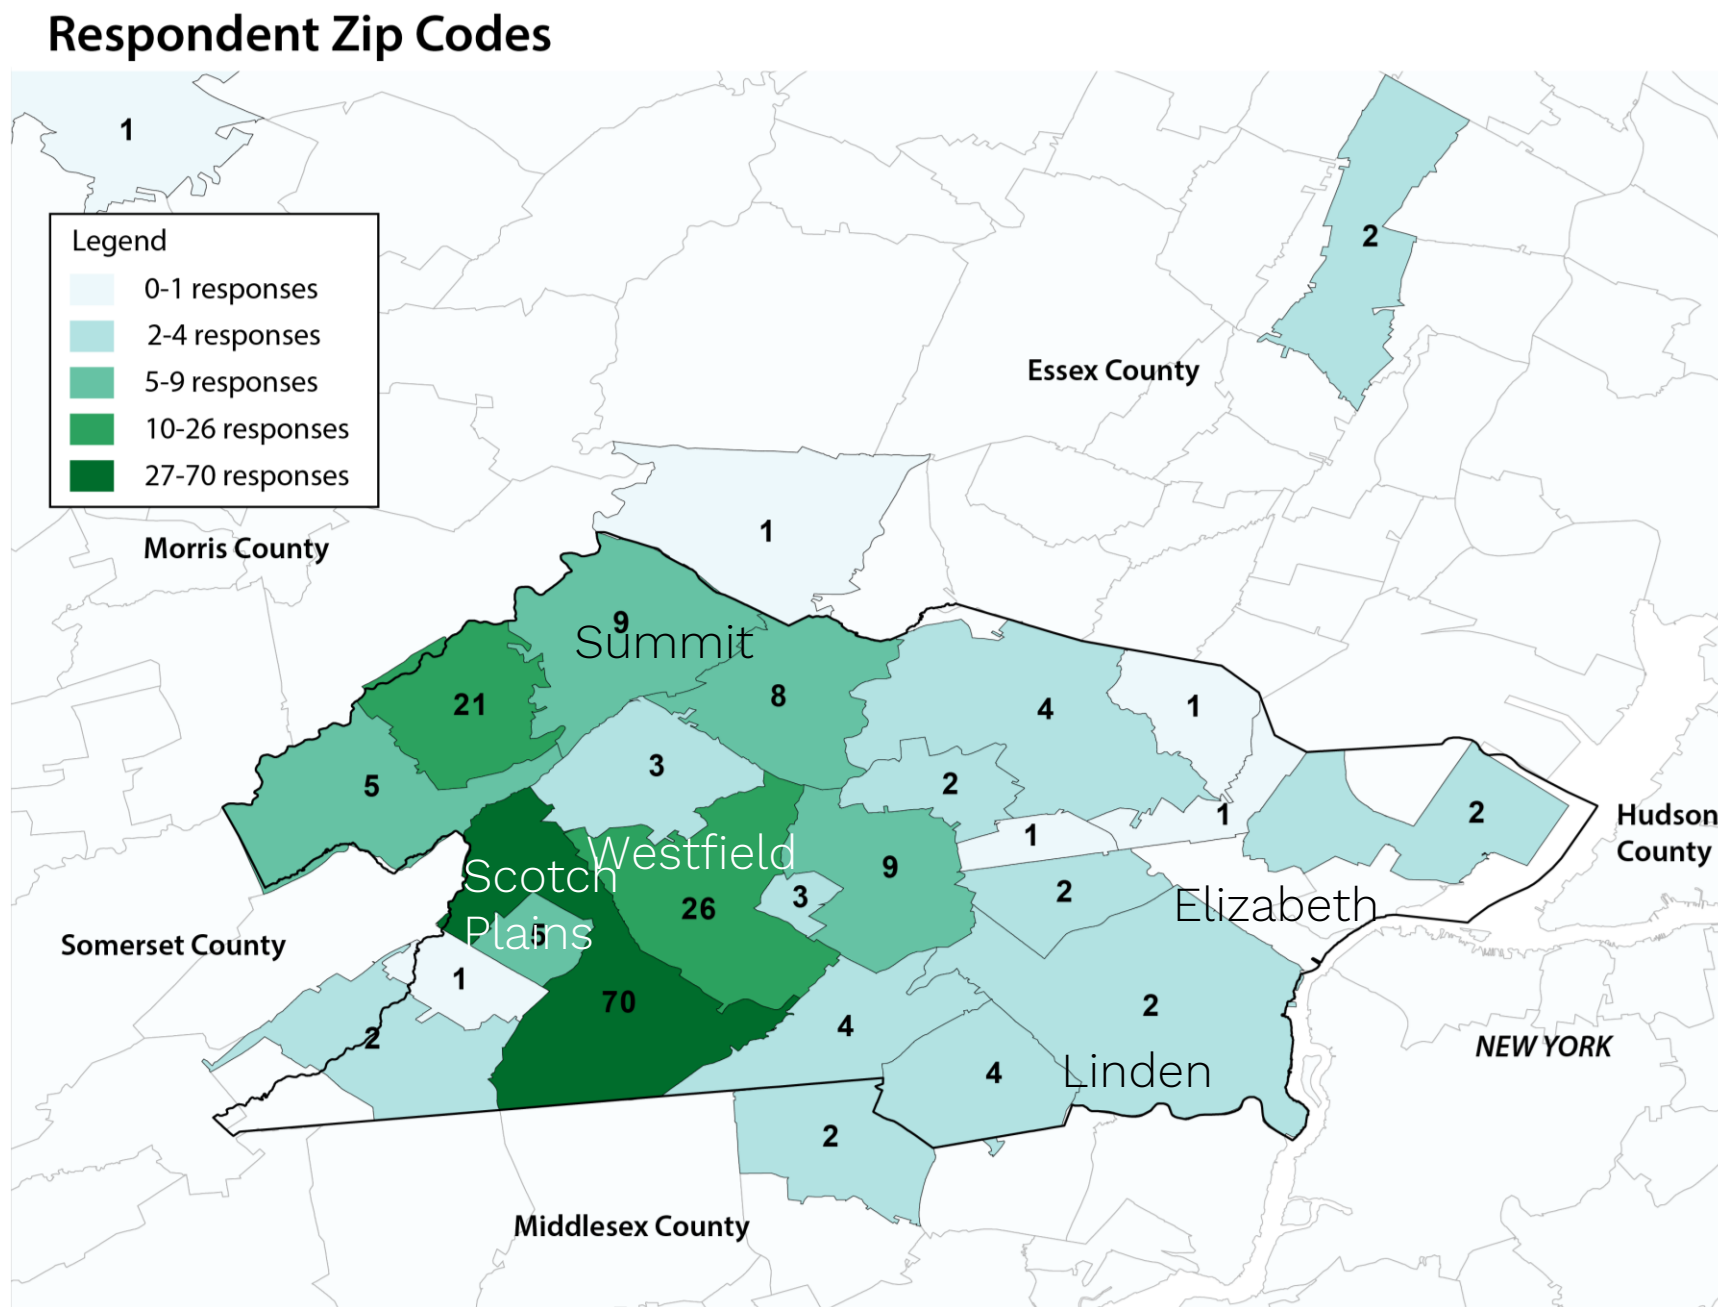 Respondent Zip Codes
1
2
Legend
0-1 responses
2-4 responses
5-9 responses
10-26 responses
27-70 responses
Essex County
Morris County
1
9
Summit
21
8
4
1
3
5
2
1
2
1
Hudson
County
Westfield
Scotch
Plains
9
3
26
2
Elizabeth
5
Somerset County
1
70
2
4
2
4
Linden
NEW YORK
2
Middlesex County